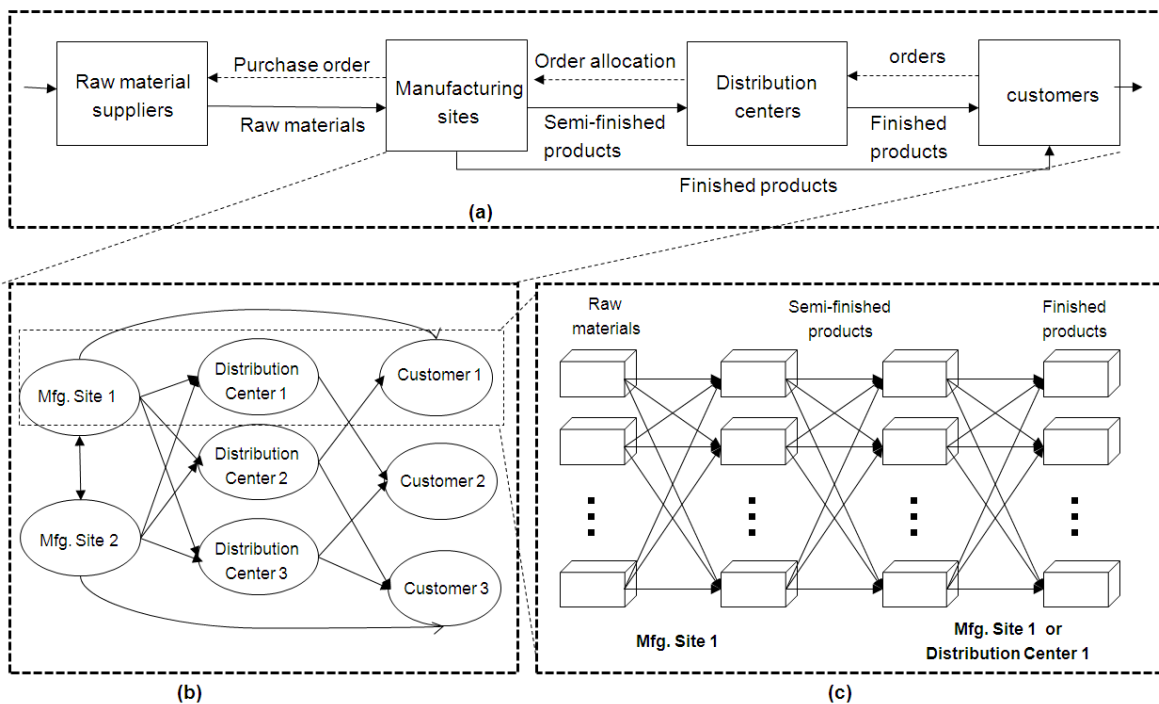 Raw material
suppliers
Purchase order
Raw materials
Manufacturing
sites
Order allocation
Semi-finished
products
Distribution
centers
orders
Finished
products
customers
Finished products
(a)
Mfg. Site 1
Mfg. Site 2
Distribution
Center 1
Distribution
Center 2
Distribution
Center 3
Customer 1
Customer 2
Customer 3
(b)
Raw
materials
Semi-finished
products
Finished
products
Mfg. Site 1
Mfg. Site 1 or
Distribution Center 1
(c)